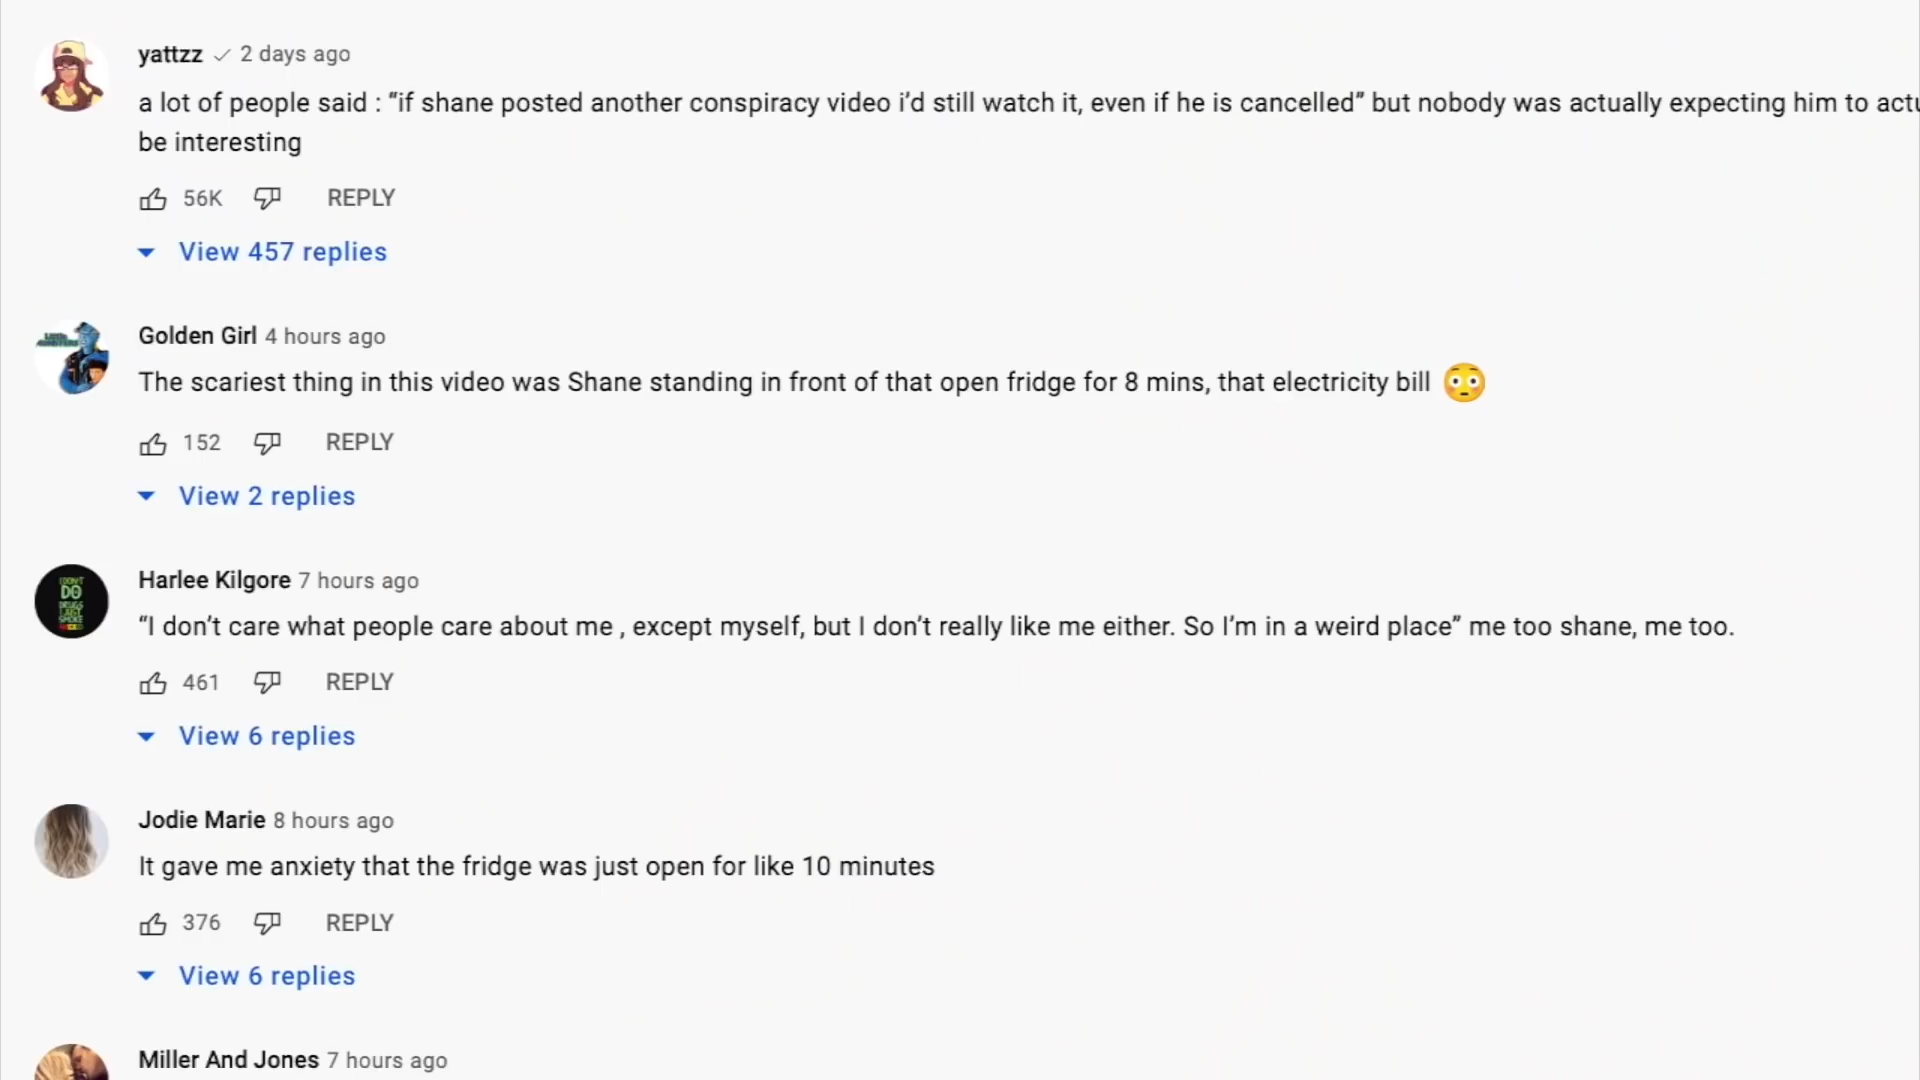 yattzz 2 days ago
a lot of people said : “if shane posted another conspiracy video i’d still watch it, even if he is cancelled” but nobody was actually expecting him to
be interesting
56K REPLY
View 457 replies
Golden Girl 4 hours ago
The scariest thing in this video was Shane standing in front of that open fridge for 8 mins, that electricity bill 😳
152 REPLY
View 2 replies
I DON'T
DO
DRUGS
Harlee Kilgore 7 hours ago
“I don’t care what people care about me , except myself, but I don’t really like me either. So I’m in a weird place” me too shane, me too.
461 REPLY
View 6 replies
Jodie Marie 8 hours ago
It gave me anxiety that the fridge was just open for like 10 minutes
376 REPLY
View 6 replies
Miller And Jones 7 hours ago